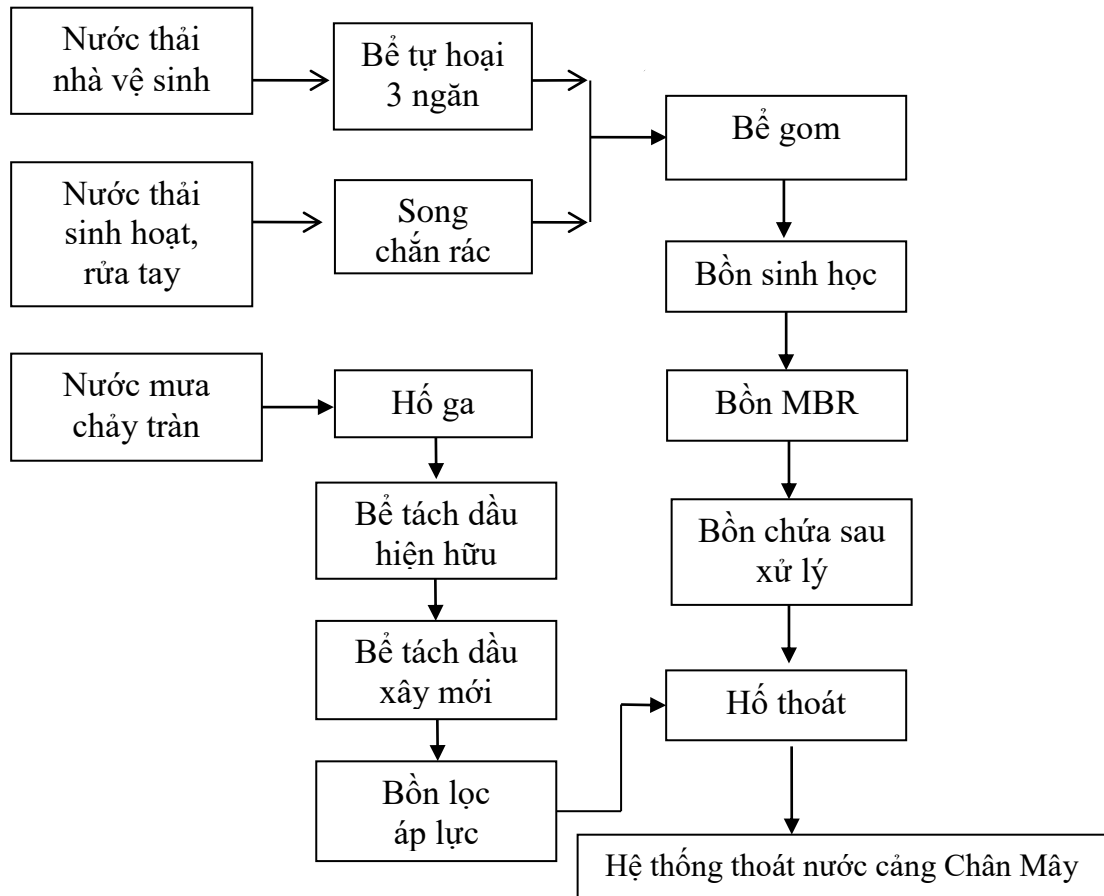 Nước thải
nhà vệ sinh
Bể tự hoại
3 ngăn
Bể gom
Nước thải
sinh hoạt,
rửa tay
Song
chắn rác
Bồn sinh học
Nước mưa
chảy tràn
Hố ga
Bồn MBR
Bể tách dầu
hiện hữu
Bồn chứa sau
xử lý
Bể tách dầu
xây mới
Hố thoát
Bồn lọc
áp lực
Hệ thống thoát nước cảng Chân Mây